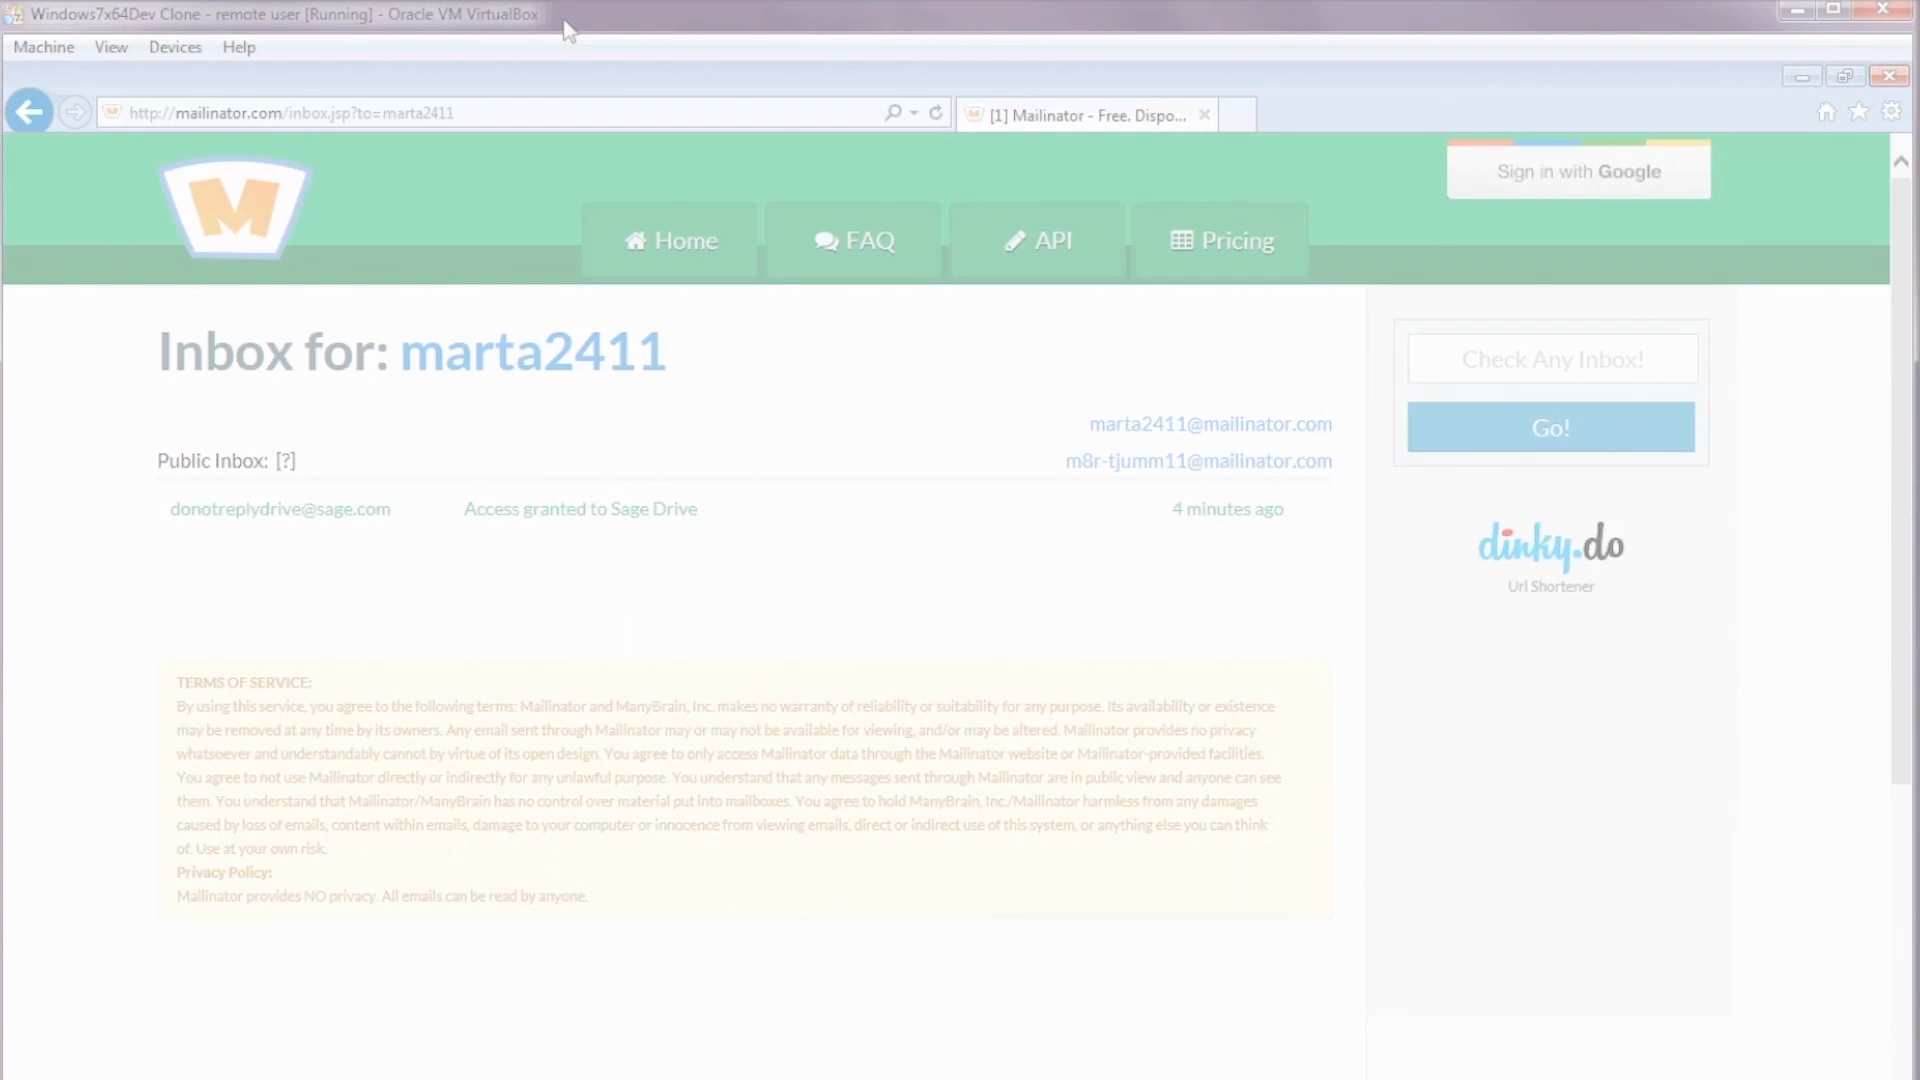 Windows7x64Dev Clone - remote user [Running] - Oracle VM VirtualBox
Machine View Devices Help
http://mailinator.com/inbox.jsp?to=marta2411
[1] Mailinator - Free. Dispo...
Sign in with Google
M
Home FAQ API Pricing
Inbox for: marta2411
Check Any Inbox!
Go!
marta2411@mailinator.com
Public Inbox: [?] m8r-tjumm11@mailinator.com
donotreplydrive@sage.com Access granted to Sage Drive 4 minutes ago
dinky.do
Url Shortener
TERMS OF SERVICE:
By using this service, you agree to the following terms: Mailinator and ManyBrain, Inc. makes no warranty of reliability or suitability for any purpose. Its availability or existence
may be removed at any time by its owners. Any email sent through Mailinator may or may not be available for viewing, and/or may be altered. Mailinator provides no privacy
whatsoever and understandably cannot by virtue of its open design. You agree to only access Mailinator data through the Mailinator website or Mailinator-provided facilities.
You agree to not use Mailinator directly or indirectly for any unlawful purpose. You understand that any messages sent through Mailinator are in public view and anyone can see
them. You understand that Mailinator/ManyBrain has no control over material put into mailboxes. You agree to hold ManyBrain, Inc./Mailinator harmless from any damages
caused by loss of emails, content within emails, damage to your computer or innocence from viewing emails, direct or indirect use of this system, or anything else you can think
of. Use at your own risk.
Privacy Policy:
Mailinator provides NO privacy. All emails can be read by anyone.